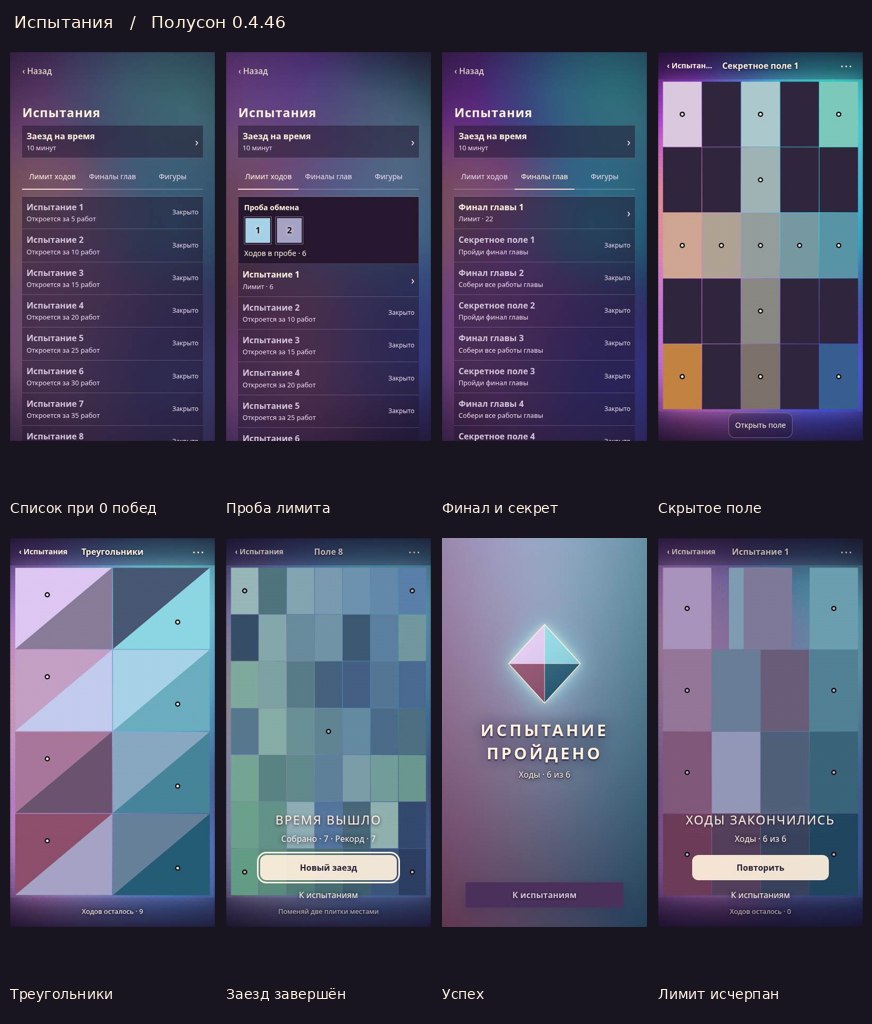 Испытания / Полусон 0.4.46
‹ Назад
Испытания
Заезд на время
10 минут
›
Лимит ходов Финалы глав Фигуры
Испытание 1
Откроется за 5 работ
Закрыто
Испытание 2
Откроется за 10 работ
Закрыто
Испытание 3
Откроется за 15 работ
Закрыто
Испытание 4
Откроется за 20 работ
Закрыто
Испытание 5
Откроется за 25 работ
Закрыто
Испытание 6
Откроется за 30 работ
Закрыто
Испытание 7
Откроется за 35 работ
Закрыто
Испытание 8
Список при 0 побед
‹ Назад
Испытания
Заезд на время
10 минут
›
Лимит ходов Финалы глав Фигуры
Проба обмена
1 2
Ходов в пробе · 6
Испытание 1
Лимит · 6
›
Испытание 2
Откроется за 10 работ
Закрыто
Испытание 3
Откроется за 15 работ
Закрыто
Испытание 4
Откроется за 20 работ
Закрыто
Испытание 5
Откроется за 25 работ
Закрыто
Испытание 6
Проба лимита
‹ Назад
Испытания
Заезд на время
10 минут
›
Лимит ходов Финалы глав Фигуры
Финал главы 1
Лимит · 22
›
Секретное поле 1
Пройди финал главы
Закрыто
Финал главы 2
Собери все работы главы
Закрыто
Секретное поле 2
Пройди финал главы
Закрыто
Финал главы 3
Собери все работы главы
Закрыто
Секретное поле 3
Пройди финал главы
Закрыто
Финал главы 4
Собери все работы главы
Закрыто
Секретное поле 4
Финал и секрет
‹ Испытан... Секретное поле 1 ···
Открыть поле
Скрытое поле
‹ Испытания Треугольники ···
Ходов осталось · 9
Треугольники
‹ Испытания Поле 8 ···
ВРЕМЯ ВЫШЛО
Собрано · 7 · Рекорд · 7
Новый заезд
К испытаниям
Поменяй две плитки местами
Заезд завершён
ИСПЫТАНИЕ
ПРОЙДЕНО
Ходы · 6 из 6
К испытаниям
Успех
‹ Испытания Испытание 1 ···
ХОДЫ ЗАКОНЧИЛИСЬ
Ходы · 6 из 6
Повторить
К испытаниям
Ходов осталось · 0
Лимит исчерпан